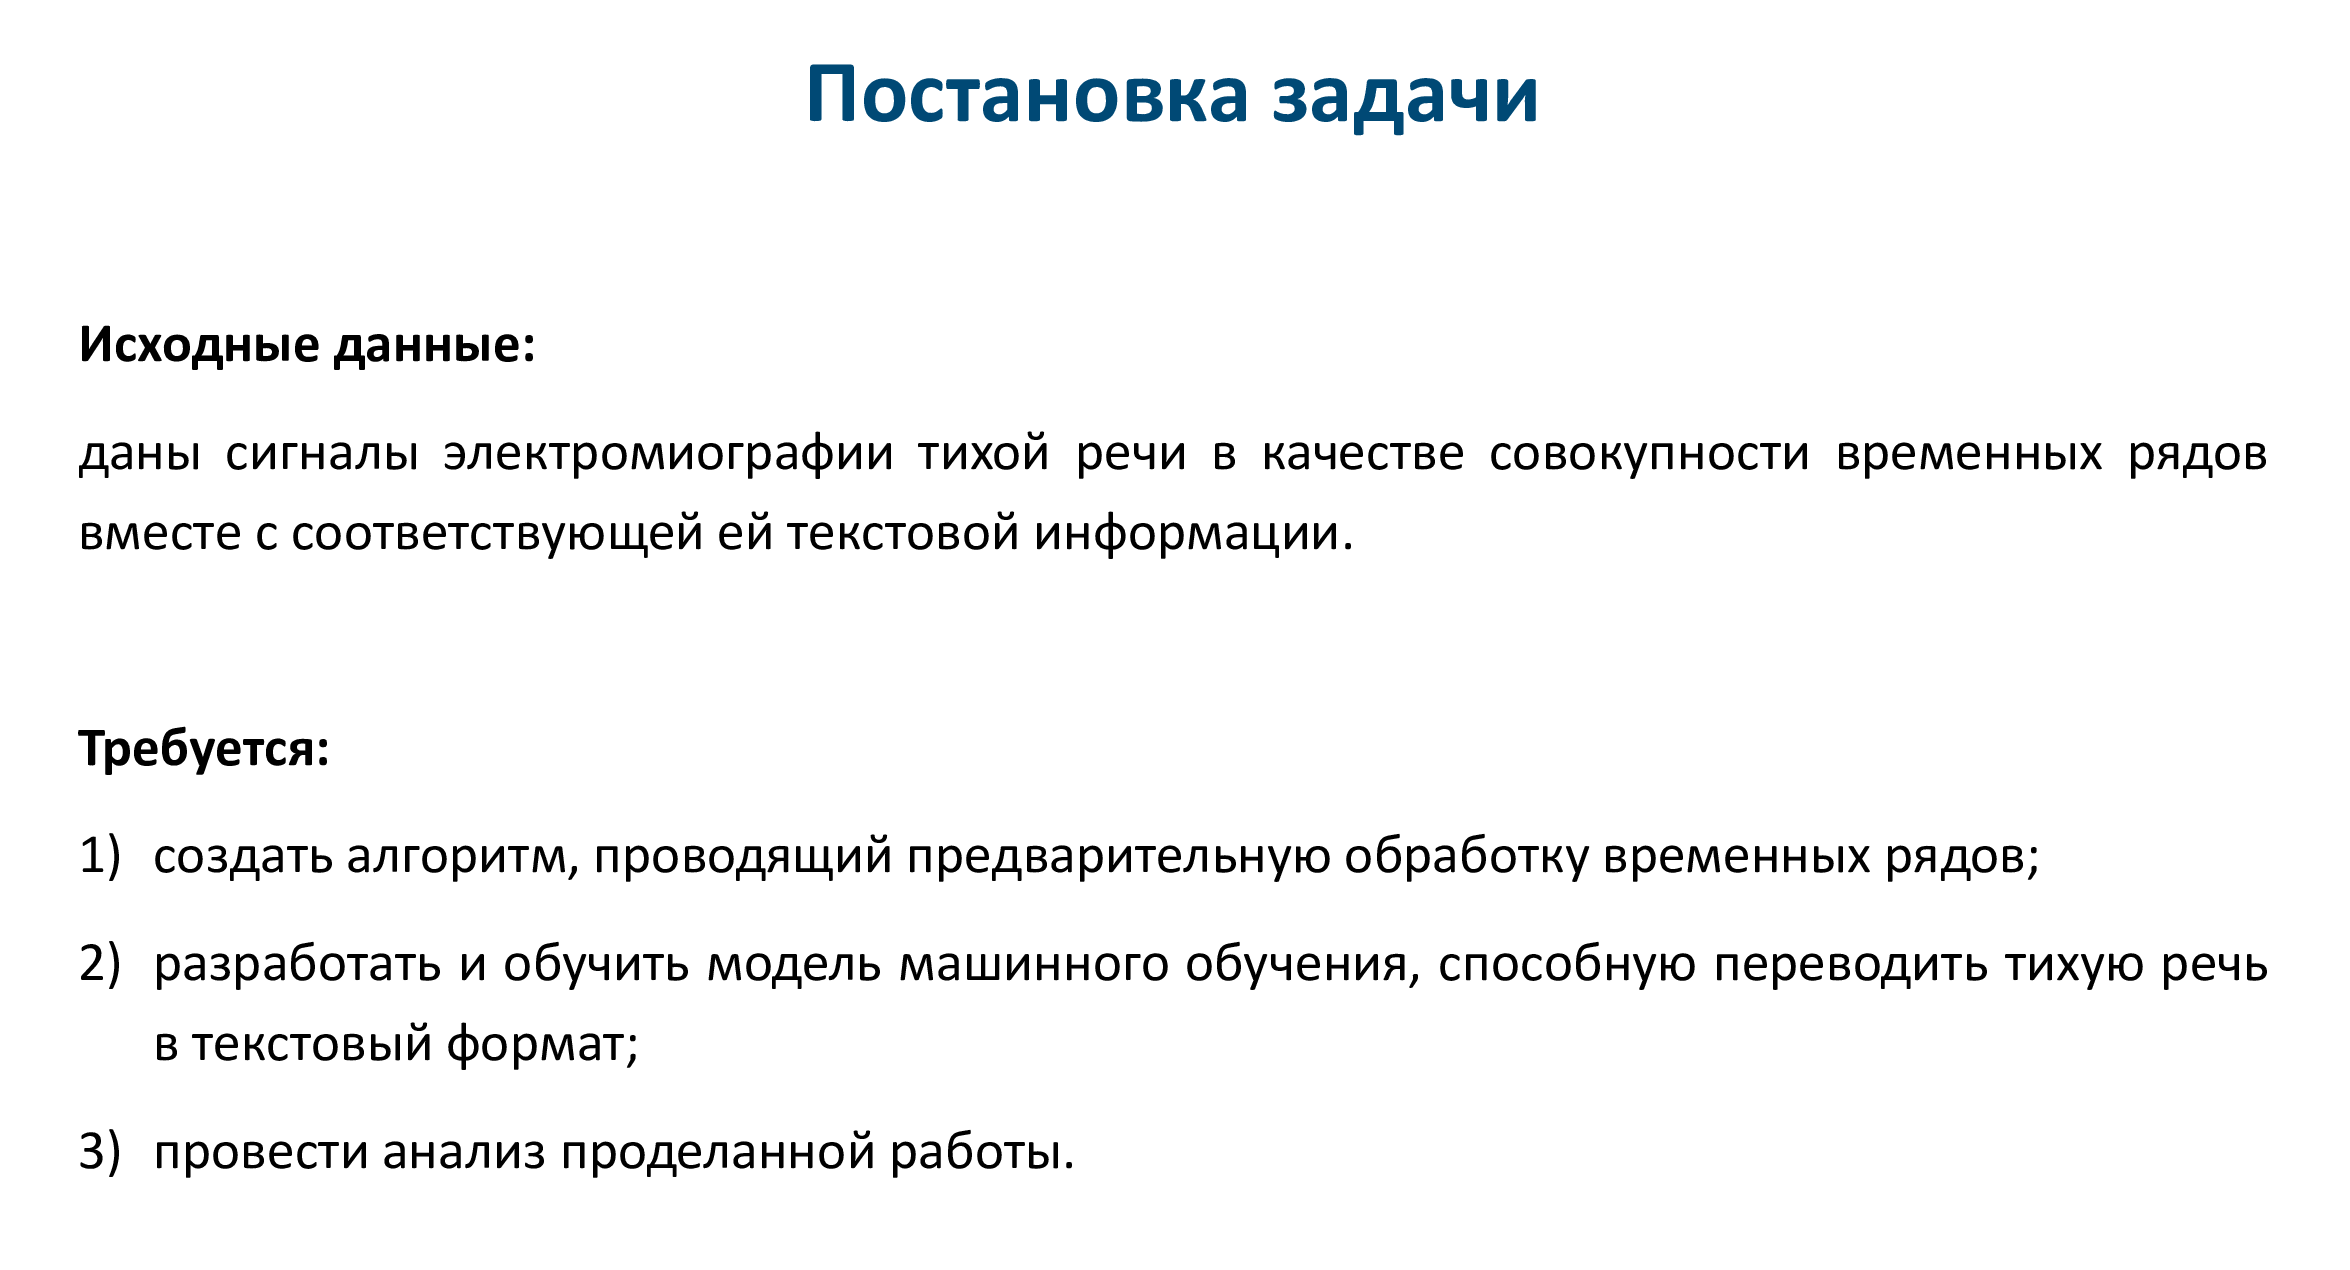 Постановка задачи
Исходные данные:
даны сигналы электромиографии тихой речи в качестве совокупности временных рядов
вместе с соответствующей ей текстовой информации.
Требуется:
1) создать алгоритм, проводящий предварительную обработку временных рядов;
2) разработать и обучить модель машинного обучения, способную переводить тихую речь
в текстовый формат;
3) провести анализ проделанной работы.